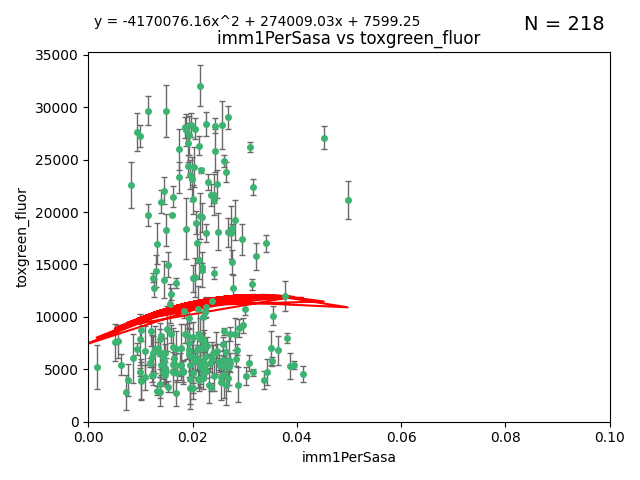 y = -4170076.16x^2 + 274009.03x + 7599.25
N = 218
imm1PerSasa vs toxgreen_fluor
35000
30000
25000
20000
15000
10000
5000
0
toxgreen_fluor
0.00 0.02 0.04 0.06 0.08 0.10
imm1PerSasa